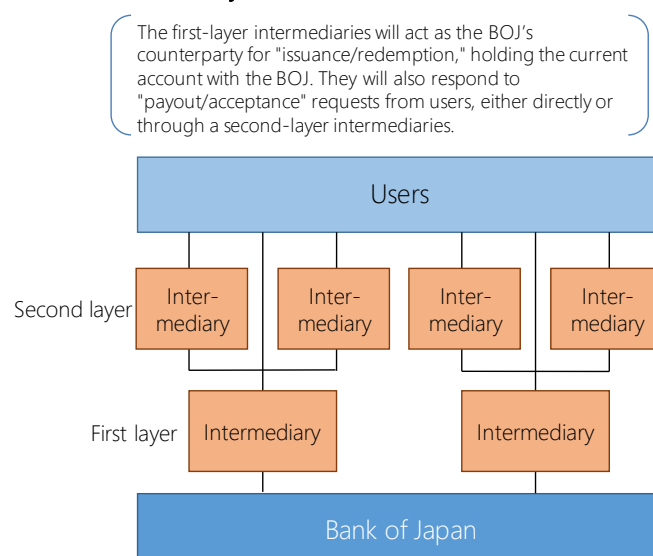 The first-layer intermediaries will act as the BOJ's
counterparty for "issuance/redemption," holding the current
account with the BOJ. They will also respond to
"payout/acceptance" requests from users, either directly or
through a second-layer intermediaries.
Users
Second layer
Inter-
mediary
Inter-
mediary
Inter-
mediary
Inter-
mediary
First layer
Intermediary
Intermediary
Bank of Japan